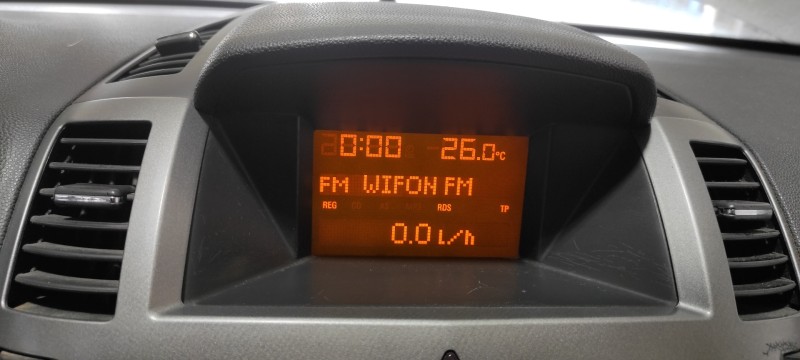 0:00 26.0°C
FM WIFON FM
REG RDS TP
0.0 L/h